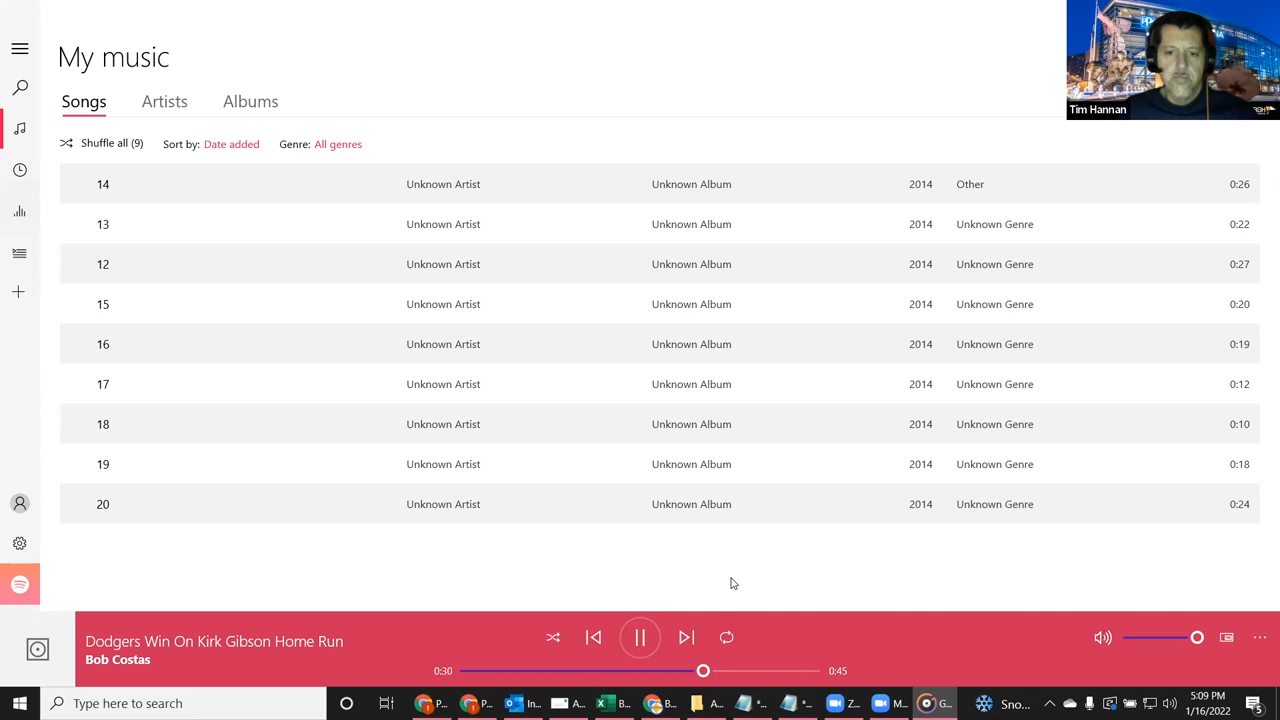 My music
Songs Artists Albums
Shuffle all (9) Sort by: Date added Genre: All genres
14 Unknown Artist Unknown Album 2014 Other 0:26
13 Unknown Artist Unknown Album 2014 Unknown Genre 0:22
12 Unknown Artist Unknown Album 2014 Unknown Genre 0:27
15 Unknown Artist Unknown Album 2014 Unknown Genre 0:20
16 Unknown Artist Unknown Album 2014 Unknown Genre 0:19
17 Unknown Artist Unknown Album 2014 Unknown Genre 0:12
18 Unknown Artist Unknown Album 2014 Unknown Genre 0:10
19 Unknown Artist Unknown Album 2014 Unknown Genre 0:18
20 Unknown Artist Unknown Album 2014 Unknown Genre 0:24
Tim Hannan
Dodgers Win On Kirk Gibson Home Run
Bob Costas
0:30 0:45
Type here to search P... P... In... A... B... B... A... *... *... Z... M... G... Sno... 5:09 PM
1/16/2022 5